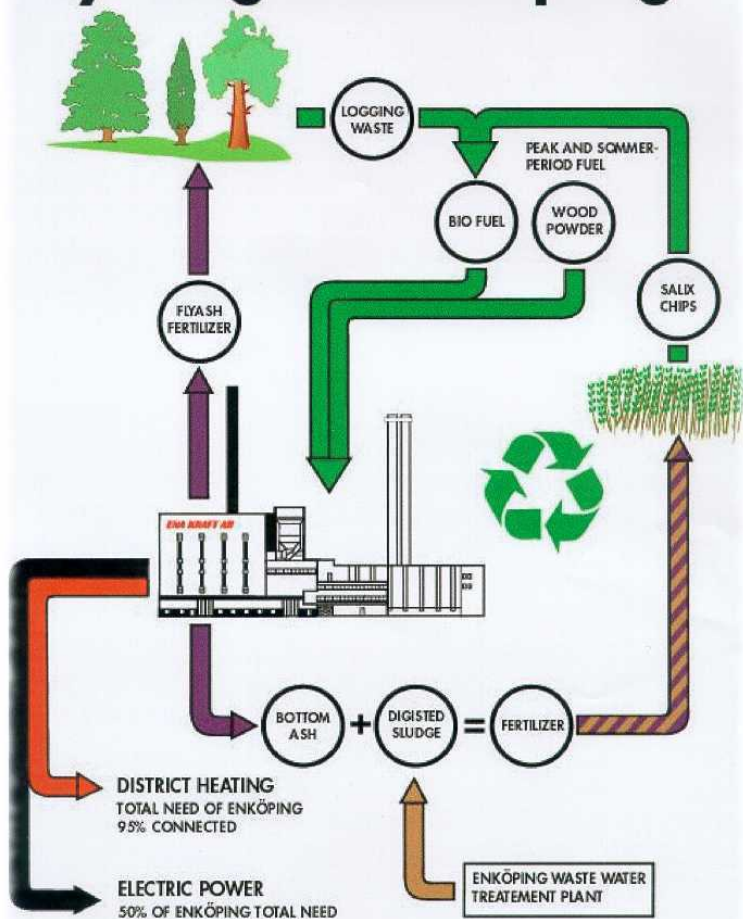 LOGGING
WASTE
PEAK AND SOMMER-
PERIOD FUEL
BIO FUEL
WOOD
POWDER
SALIX
CHIPS
FLYASH
FERTILIZER
ENA KRAFT AB
BOTTOM
ASH
+
DIGISTED
SLUDGE
=
FERTILIZER
DISTRICT HEATING
TOTAL NEED OF ENKÖPING
95% CONNECTED
ELECTRIC POWER
50% OF ENKÖPING TOTAL NEED
ENKÖPING WASTE WATER
TREATEMENT PLANT